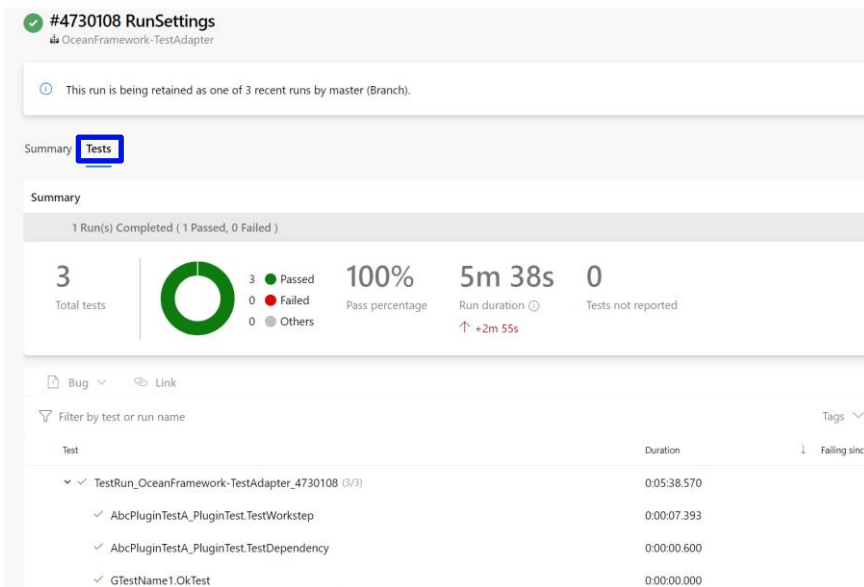 #4730108 RunSettings
OceanFramework-TestAdapter
This run is being retained as one of 3 recent runs by master (Branch).
Summary Tests
Summary
1 Run(s) Completed ( 1 Passed, 0 Failed )
3 100% 5m 38s 0
Total tests Pass percentage Run duration Tests not reported
3 Passed
0 Failed
0 Others
+2m 55s
Bug Link
Filter by test or run name Tags
Test Duration Failing sinc
TestRun_OceanFramework-TestAdapter_4730108 (3/3) 0:05:38.570
AbcPluginTestA_PluginTest.TestWorkstep 0:00:07.393
AbcPluginTestA_PluginTest.TestDependency 0:00:00.600
GTestName1.OkTest 0:00:00.000